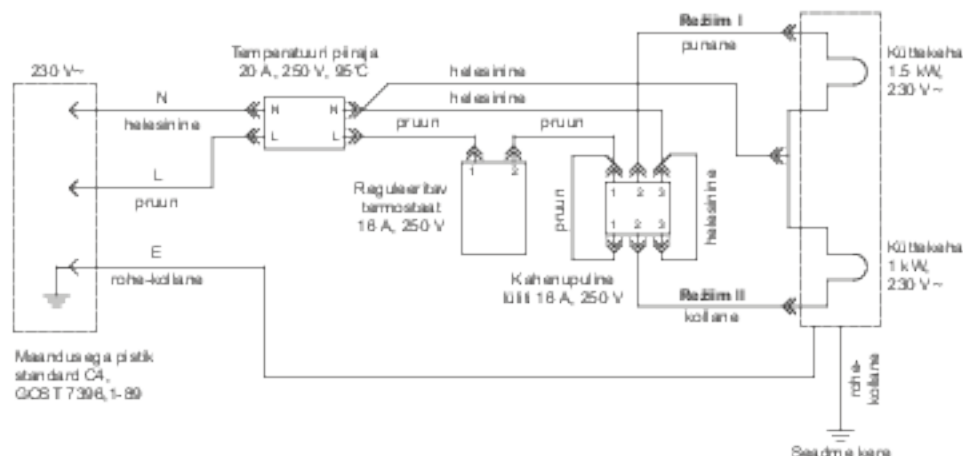 Režiim I
punane
Temperatuuri piiraja
20 A, 250 V, 95°C
230 V~
helesinine
Küttekeha
1.5 kW,
230 V~
N
helesinine
N
N
L
L
helesinine
pruun
pruun
L
pruun
1
2
Reguleeritav
termostaat
16 A, 250 V
pruun
1
2
3
1
2
3
helesinine
E
rohe-kollane
Kahenupuline
lüliti 16 A, 250 V
Režiim II
kollane
Küttekeha
1 kW,
230 V~
Maandusega pistik
standard C4,
GOST 7396,1-89
rohe-
kollane
Seadme kere